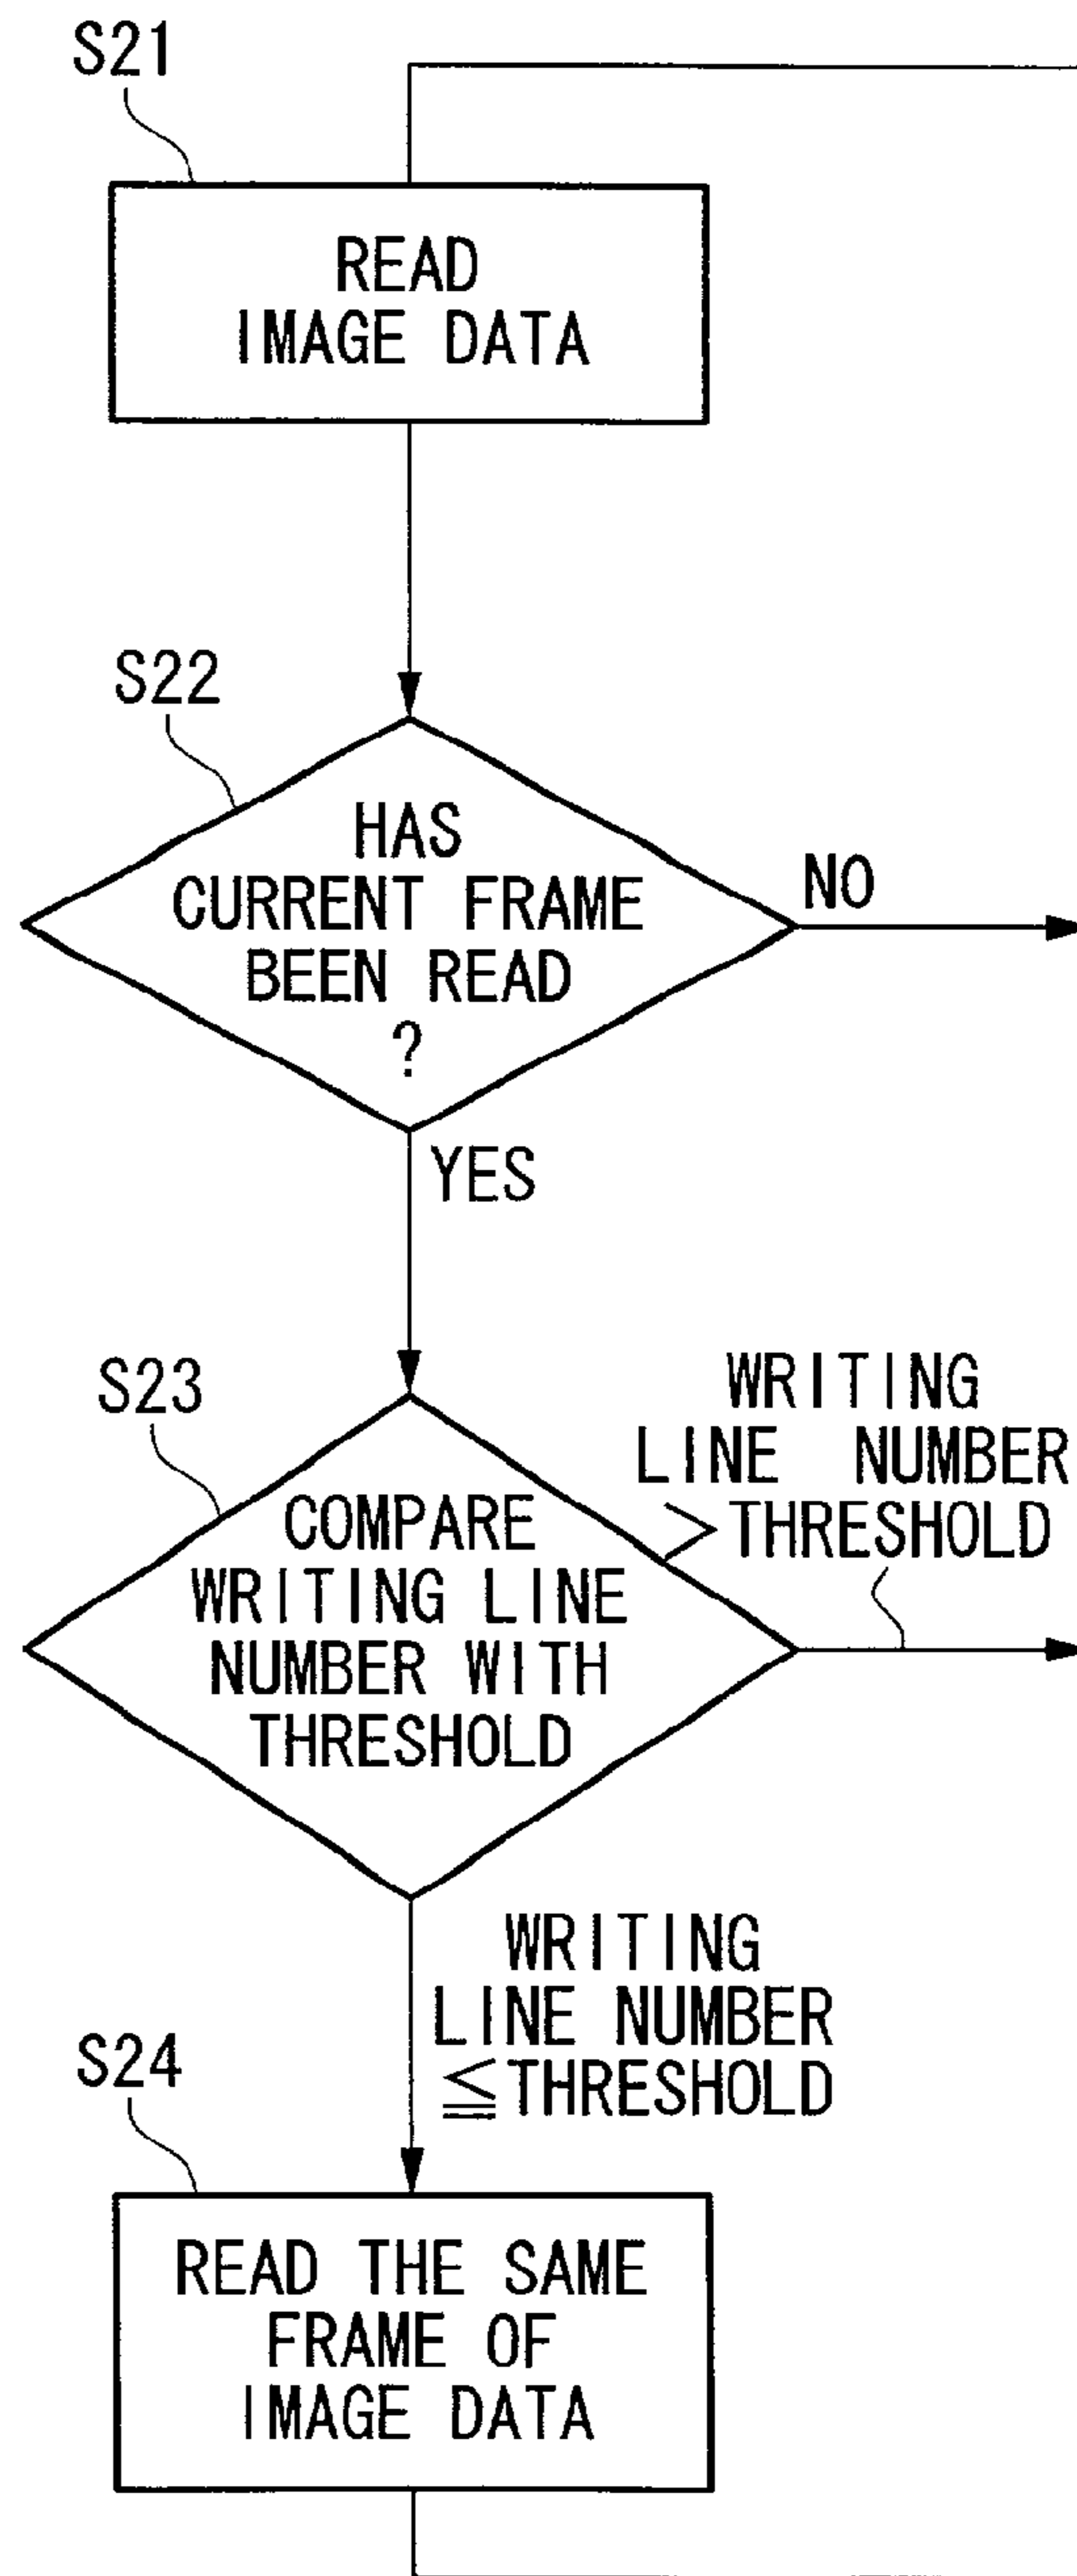 S21
READ
IMAGE DATA
S22
HAS
CURRENT FRAME
BEEN READ
?
NO
YES
S23
COMPARE
WRITING LINE
NUMBER WITH
THRESHOLD
WRITING
LINE NUMBER
> THRESHOLD
WRITING
LINE NUMBER
≦ THRESHOLD
S24
READ THE SAME
FRAME OF
IMAGE DATA